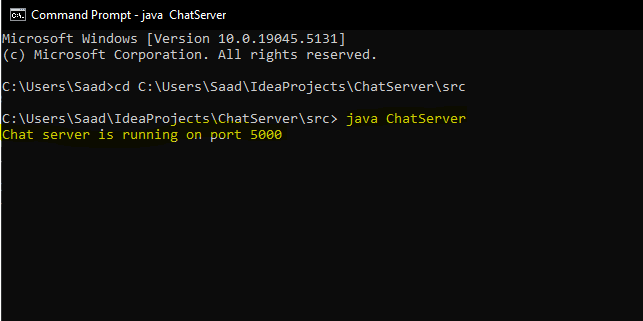 Command Prompt - java  ChatServer
Microsoft Windows [Version 10.0.19045.5131]
(c) Microsoft Corporation. All rights reserved.
C:\Users\Saad>cd C:\Users\Saad\IdeaProjects\ChatServer\src
C:\Users\Saad\IdeaProjects\ChatServer\src> java ChatServer
Chat server is running on port 5000